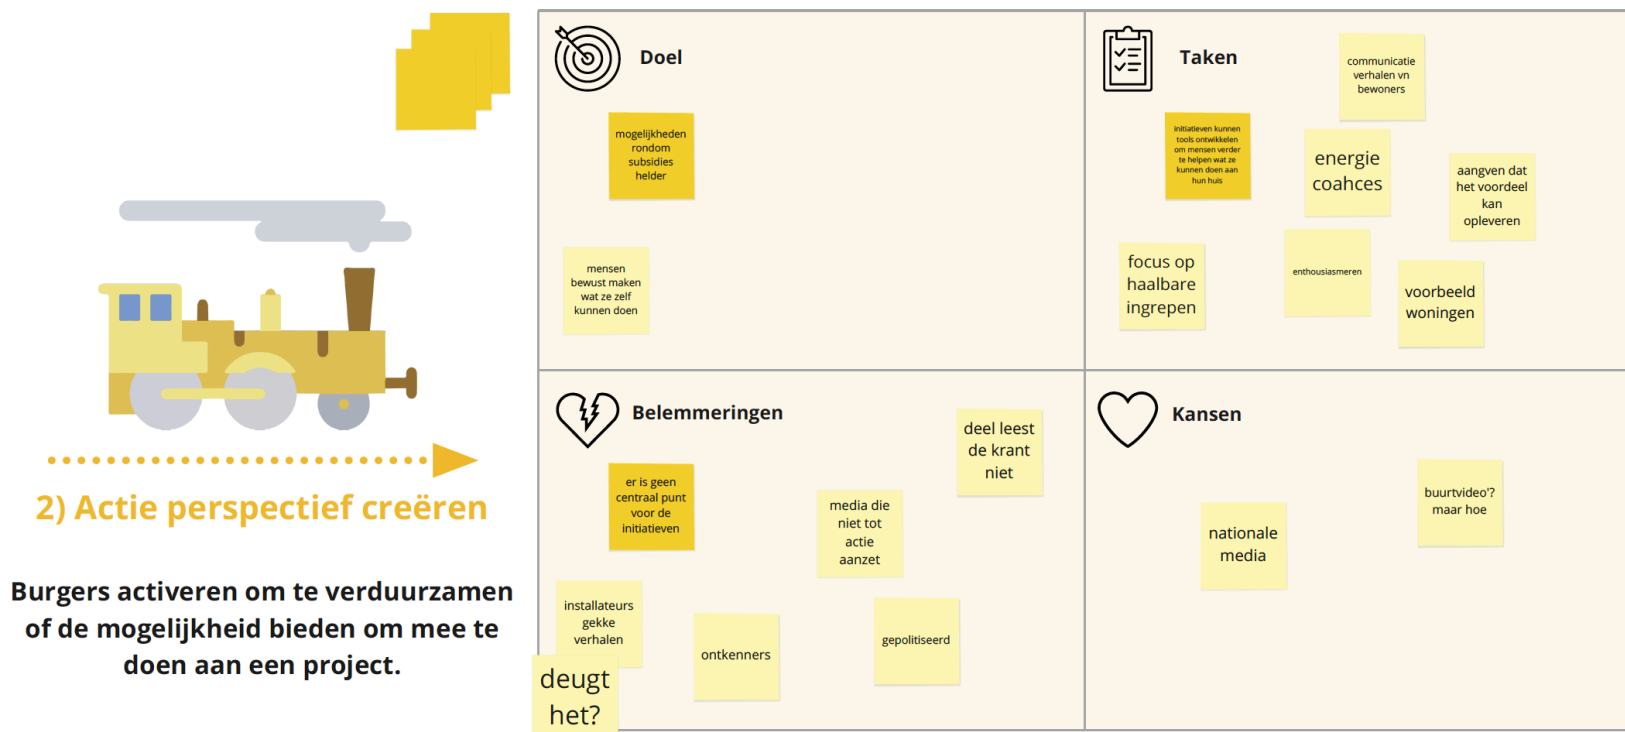 2) Actie perspectief creëren
Burgers activeren om te verduurzamen
of de mogelijkheid bieden om mee te
doen aan een project.
Doel
mogelijkheden
rondom
subsidies
helder
mensen
bewust maken
wat ze zelf
kunnen doen
Taken
communicatie
verhalen vn
bewoners
initiatieven kunnen
tools ontwikkelen
om mensen verder
te helpen wat ze
kunnen doen aan
hun huis
energie
coahces
aangven dat
het voordeel
kan
opleveren
focus op
haalbare
ingrepen
enthousiasmeren
voorbeeld
woningen
Belemmeringen
deel leest
de krant
niet
er is geen
centraal punt
voor de
initiatieven
media die
niet tot
actie
aanzet
installateurs
gekke
verhalen
deugt
het?
ontkenners
gepolitiseerd
Kansen
nationale
media
buurtvideo'?
maar hoe